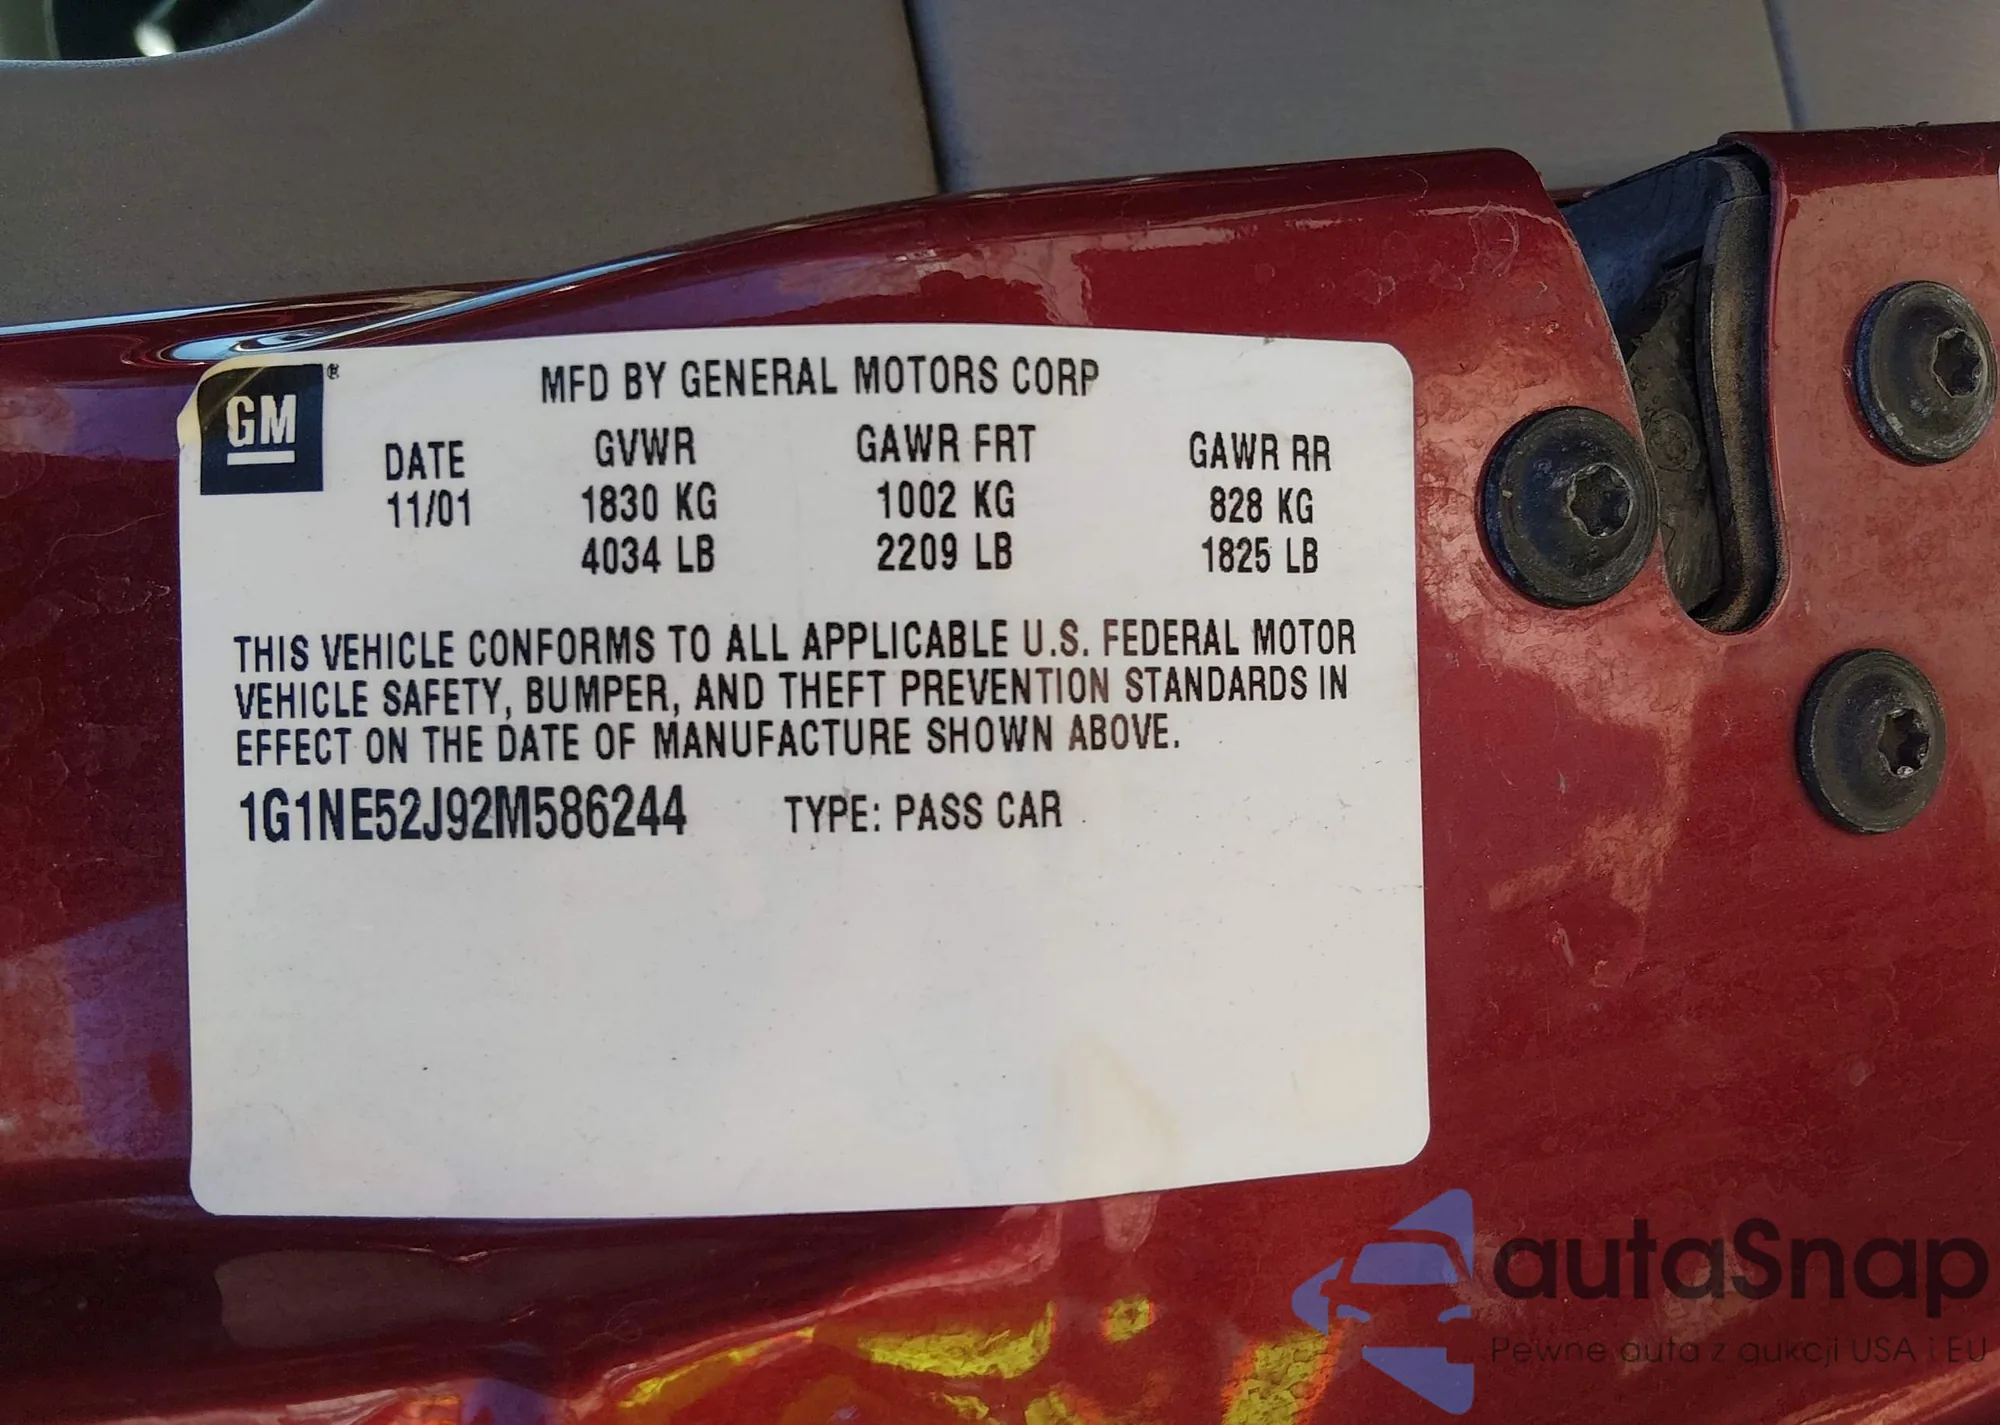 GM ®
MFD BY GENERAL MOTORS CORP
DATE GVWR GAWR FRT GAWR RR
11/01 1830 KG 1002 KG 828 KG
4034 LB 2209 LB 1825 LB
THIS VEHICLE CONFORMS TO ALL APPLICABLE U.S. FEDERAL MOTOR
VEHICLE SAFETY, BUMPER, AND THEFT PREVENTION STANDARDS IN
EFFECT ON THE DATE OF MANUFACTURE SHOWN ABOVE.
1G1NE52J92M586244 TYPE: PASS CAR
autaSnap
Pewne auta z aukcji USA i EU